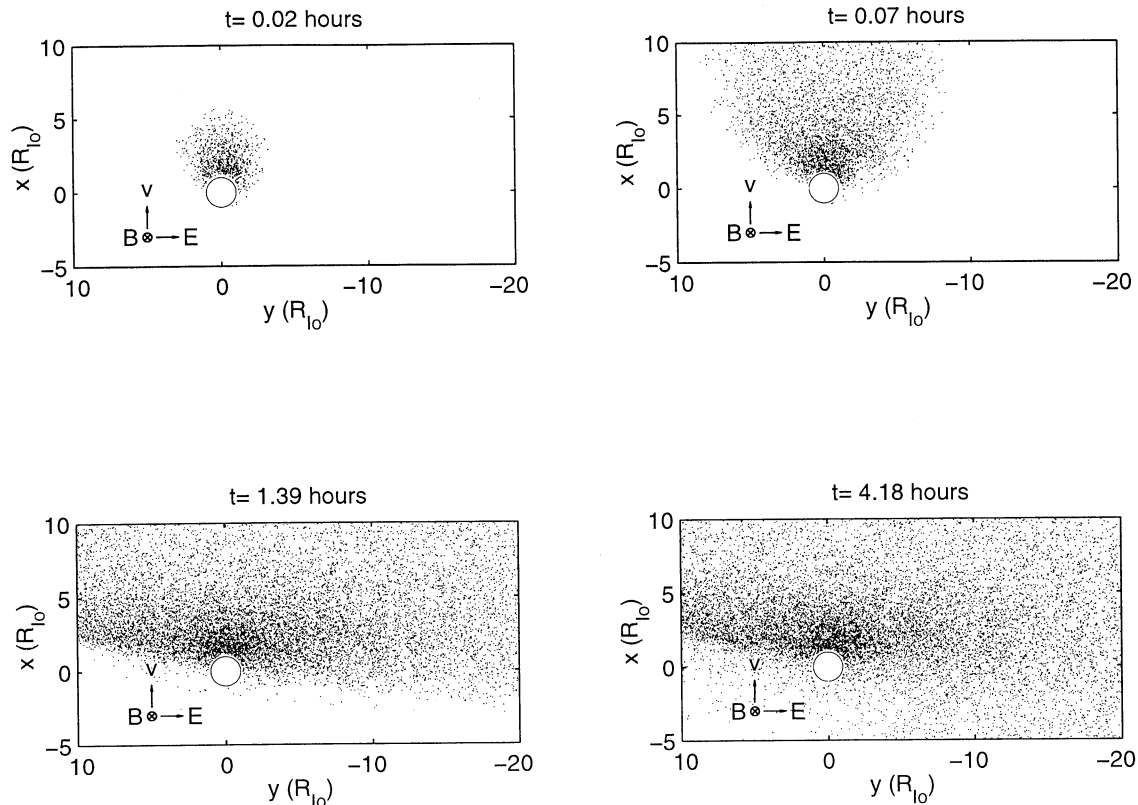 t= 0.02 hours
10
5
0
−5
x (R_Io)
v
B ⊗ → E
10 0 −10 −20
y (R_Io)
t= 0.07 hours
10
5
0
−5
x (R_Io)
v
B ⊗ → E
10 0 −10 −20
y (R_Io)
t= 1.39 hours
10
5
0
−5
x (R_Io)
v
B ⊗ → E
10 0 −10 −20
y (R_Io)
t= 4.18 hours
10
5
0
−5
x (R_Io)
v
B ⊗ → E
10 0 −10 −20
y (R_Io)